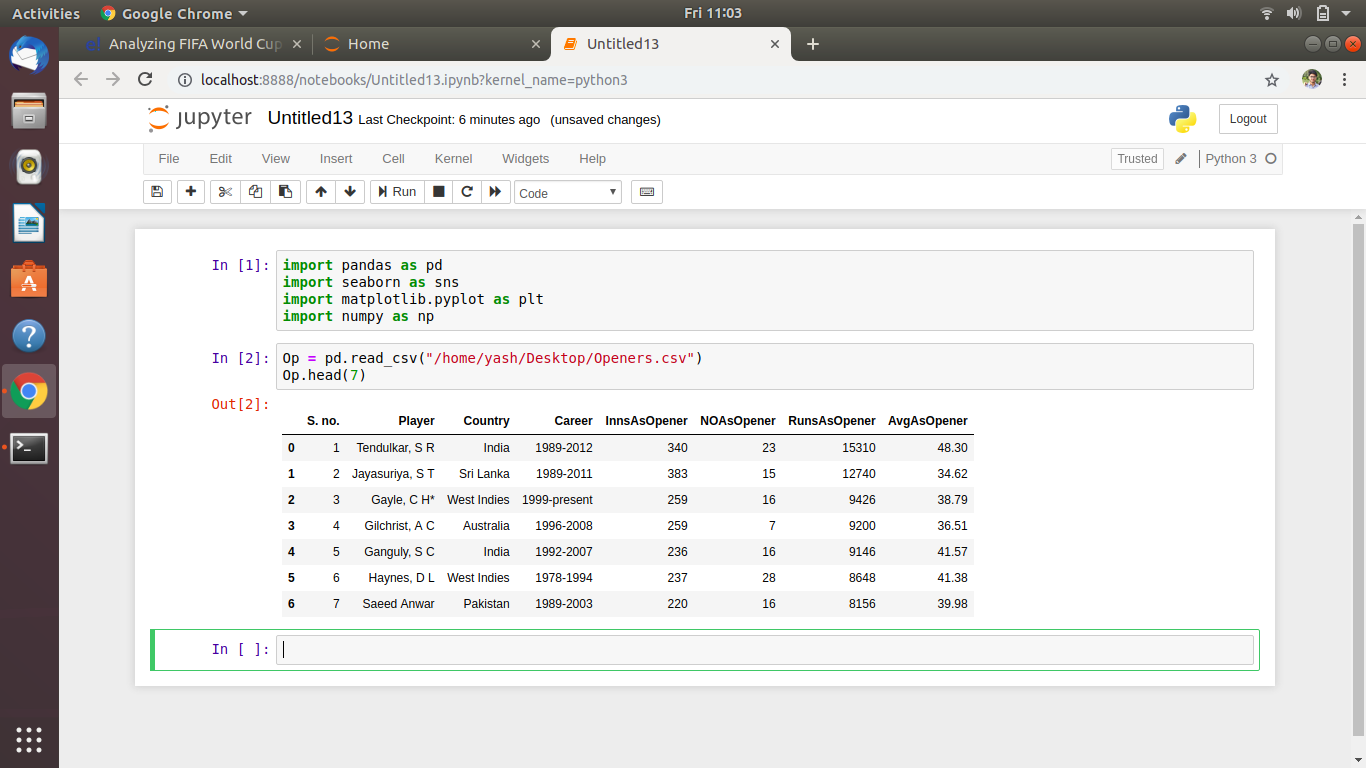 Activities Google Chrome Fri 11:03
Analyzing FIFA World Cup Home Untitled13
localhost:8888/notebooks/Untitled13.ipynb?kernel_name=python3
jupyter Untitled13 Last Checkpoint: 6 minutes ago (unsaved changes) Logout
File Edit View Insert Cell Kernel Widgets Help Trusted Python 3
Run Code
In [1]: import pandas as pd
import seaborn as sns
import matplotlib.pyplot as plt
import numpy as np
In [2]: Op = pd.read_csv("/home/yash/Desktop/Openers.csv")
Op.head(7)
Out[2]:
S. no. Player Country Career InnsAsOpener NOAsOpener RunsAsOpener AvgAsOpener
0 1 Tendulkar, S R India 1989-2012 340 23 15310 48.30
1 2 Jayasuriya, S T Sri Lanka 1989-2011 383 15 12740 34.62
2 3 Gayle, C H* West Indies 1999-present 259 16 9426 38.79
3 4 Gilchrist, A C Australia 1996-2008 259 7 9200 36.51
4 5 Ganguly, S C India 1992-2007 236 16 9146 41.57
5 6 Haynes, D L West Indies 1978-1994 237 28 8648 41.38
6 7 Saeed Anwar Pakistan 1989-2003 220 16 8156 39.98
In [ ]: